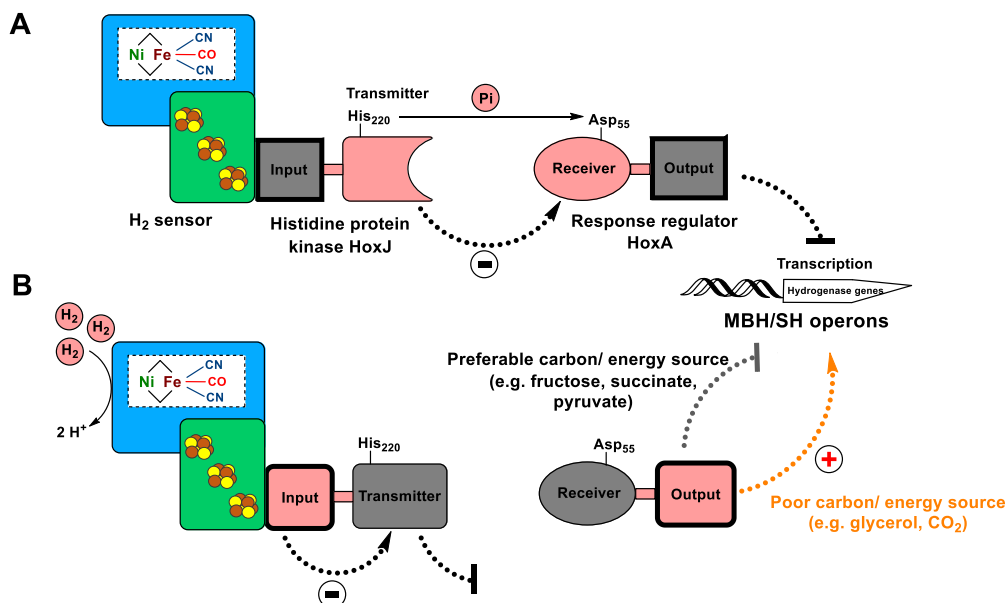 A
CN
Ni Fe CO
CN
Transmitter
His220
Pi
Asp55
Input
Receiver
Output
H2 sensor
Histidine protein
kinase HoxJ
Response regulator
HoxA
Transcription
Hydrogenase genes
MBH/SH operons
B
H2
H2
H2
CN
Ni Fe CO
CN
2 H+
His220
Input
Transmitter
Preferable carbon/ energy source
(e.g. fructose, succinate,
pyruvate)
Asp55
Receiver
Output
+
Poor carbon/ energy source
(e.g. glycerol, CO2)